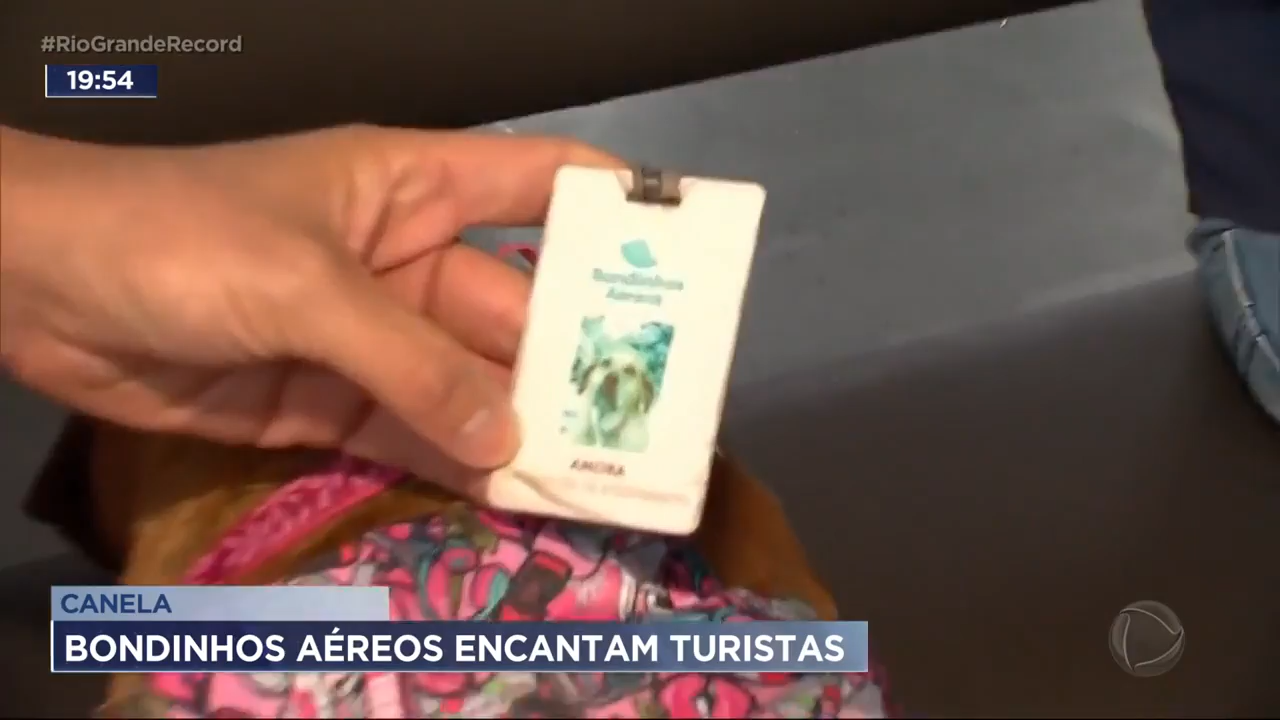 #RioGrandeRecord
19:54
Bondinhos
Aéreos
AMORA
CANELA
BONDINHOS AÉREOS ENCANTAM TURISTAS